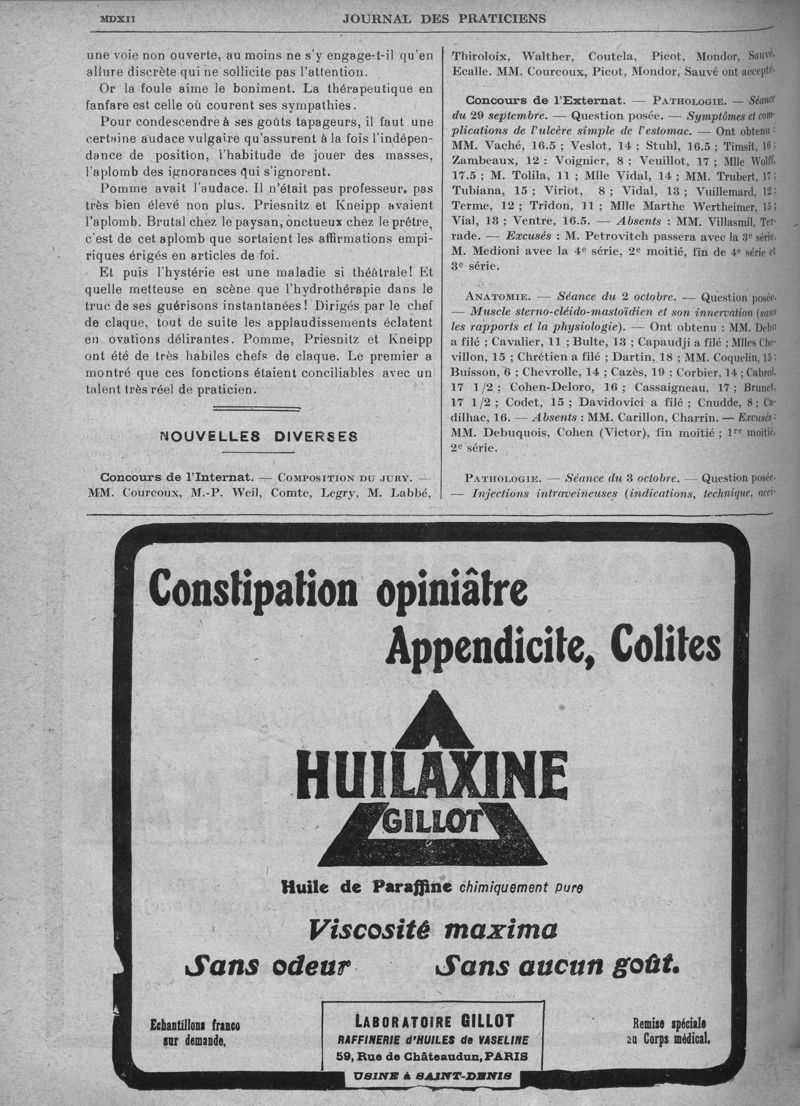 MDXII
JOURNAL DES PRATICIENS
une voie non ouverte, au moins ne s'y engage-t-il qu'en
allure discrète qui ne sollicite pas l'attention.
Or la foule aime le boniment. La thérapeutique en
fanfare est celle où courent ses sympathies.
Pour condescendre à ses goûts tapageurs, il faut une
certaine audace vulgaire qu'assurent à la fois l'indépen-
dance de position, l'habitude de jouer des masses,
l'aplomb des ignorances qui s'ignorent.
Pomme avait l'audace. Il n'était pas professeur, pas
très bien élevé non plus. Priesnitz et Kneipp avaient
l'aplomb. Brutal chez le paysan, onctueux chez le prêtre,
c'est de cet aplomb que sortaient les affirmations empi-
riques érigés en articles de foi.
Et puis l'hystérie est une maladie si théâtrale! Et
quelle metteuse en scène que l'hydrothérapie dans le
truc de ses guérisons instantanées! Dirigés par le chef
de claque, tout de suite les applaudissements éclatent
en ovations délirantes. Pomme, Priesnitz et Kneipp
ont été de très habiles chefs de claque. Le premier a
montré que ces fonctions étaient conciliables avec un
talent très réel de praticien.
NOUVELLES DIVERSES
Concours de l'Internat. — COMPOSITION DU JURY. —
MM. Courcoux, M.-P. Weil, Comte, Legry, M. Labbé,
Thiroloix, Walther, Coutela, Picot, Mondor, Sauvé,
Ecalle. MM. Courcoux, Picot, Mondor, Sauvé ont accepté.
Concours de l'Externat. — PATHOLOGIE. — Séance
du 29 septembre. — Question posée. — Symptômes et com-
plications de l'ulcère simple de l'estomac. — Ont obtenu :
MM. Vaché, 16.5 ; Veslot, 14 ; Stuhl, 16.5 ; Timsit, 16 ;
Zambeaux, 12 ; Voignier, 8 ; Veuillot, 17 ; Mlle Wolff,
17.5 ; M. Tolila, 11 ; Mlle Vidal, 14 ; MM. Trubert, 17 ;
Tubiana, 15 ; Viriot, 8 ; Vidal, 13 ; Vuillemard, 12 ;
Terme, 12 ; Tridon, 11 ; Mlle Marthe Wertheimer, 15 ;
Vial, 13 ; Ventre, 16.5. — Absents : MM. Villasmil, Ter-
rade. — Excusés : M. Petrovitch passera avec la 3e série.
M. Medioni avec la 4e série, 2e moitié, fin de 4e série et
3e série.
ANATOMIE. — Séance du 2 octobre. — Question posée.
— Muscle sterno-cléido-mastoïdien et son innervation (sans
les rapports et la physiologie). — Ont obtenu : MM. Debu
a filé ; Cavalier, 11 ; Bulte, 13 ; Capaudji a filé ; Mlles Che-
villon, 15 ; Chrétien a filé ; Dartin, 18 ; MM. Coquelin, 15 ;
Buisson, 6 ; Chevrolle, 14 ; Cazès, 19 ; Corbier, 14 ; Cabrol,
17 1/2 ; Cohen-Deloro, 16 ; Cassaigneau, 17 ; Brunet,
17 1/2 ; Codet, 15 ; Davidovici a filé ; Cnudde, 8 ; Ca-
dilhac, 16. — Absents : MM. Carillon, Charrin. — Excusés :
MM. Debuquois, Cohen (Victor), fin moitié ; 1re moitié,
2e série.
PATHOLOGIE. — Séance du 3 octobre. — Question posée.
— Injections intraveineuses (indications, technique, acci-
Constipation opiniâtre
Appendicite, Colites
HUILAXINE
GILLOT
Huile de Paraffine chimiquement pure
Viscosité maxima
Sans odeur Sans aucun goût.
Echantillons franco
sur demande.
LABORATOIRE GILLOT
RAFFINERIE d'HUILES de VASELINE
59, Rue de Châteaudun, PARIS
USINE à SAINT-DENIS
Remise spéciale
au Corps médical.